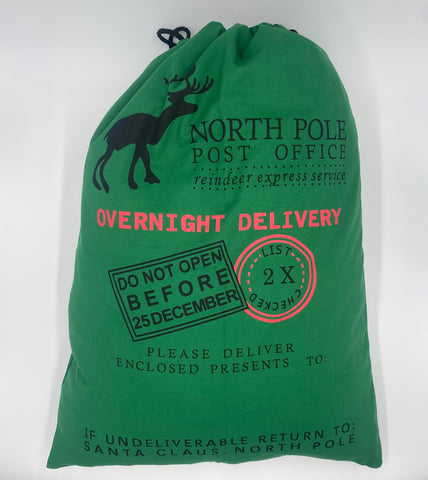 NORTH POLE
POST OFFICE
reindeer express service
OVERNIGHT DELIVERY
DO NOT OPEN
BEFORE
25 DECEMBER
LIST
2 X
CHECKED
PLEASE DELIVER
ENCLOSED PRESENTS TO:
IF UNDELIVERABLE RETURN TO:
SANTA CLAUS, NORTH POLE